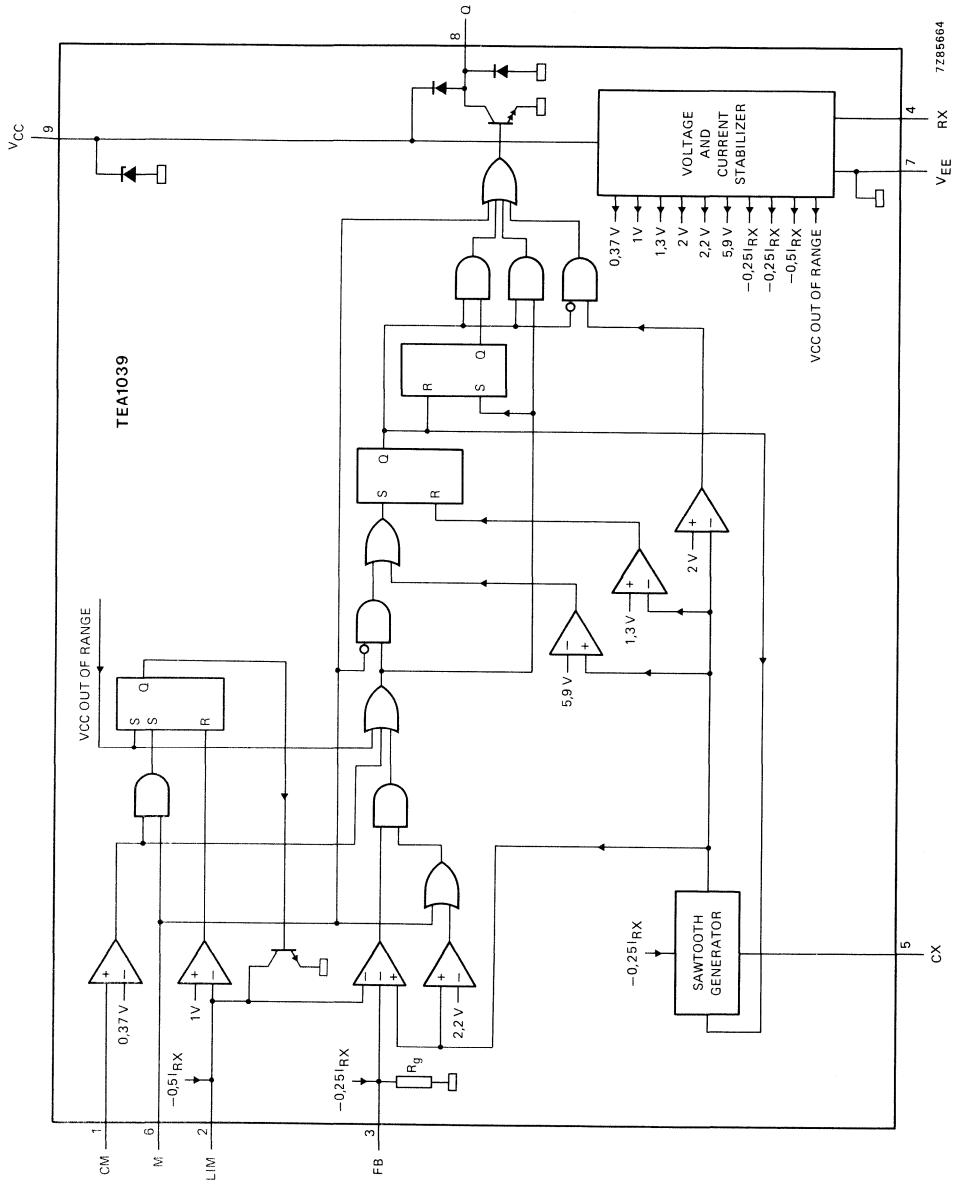 TEA1039
VCC
9
8
Q
VOLTAGE
AND
CURRENT
STABILIZER
4
RX
7
VEE
0,37 V
1 V
1,3 V
2 V
2,2 V
5,9 V
−0,25IRX
−0,25IRX
−0,5IRX
VCC OUT OF RANGE
7Z85664
R
S
Q
S
R
Q
VCC OUT OF RANGE
S
S
R
Q
+
−
2 V
+
−
1,3 V
−
+
5,9 V
+
−
0,37 V
+
−
1V
−
−
+
+
−
2,2 V
−0,5IRX
−0,25IRX
Rg
−0,25IRX
SAWTOOTH
GENERATOR
5
CX
1
CM
6
M
2
LIM
3
FB